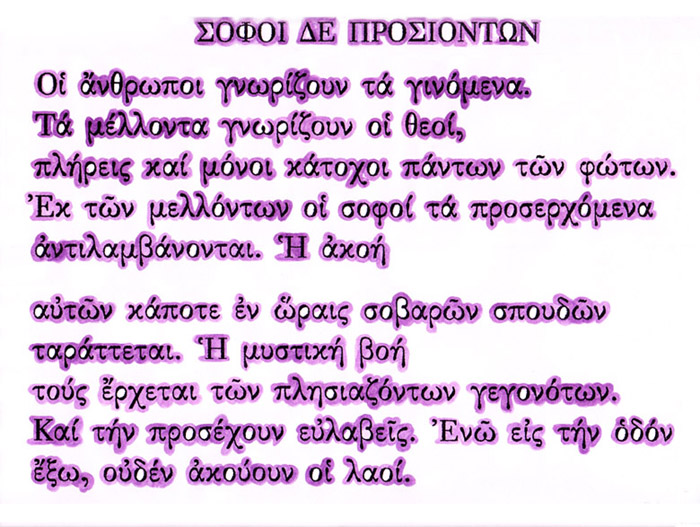 ΣΟΦΟΙ ΔΕ ΠΡΟΣΙΟΝΤΩΝ
Οἱ ἄνθρωποι γνωρίζουν τά γινόμενα.
Τά μέλλοντα γνωρίζουν οἱ θεοί,
πλήρεις καί μόνοι κάτοχοι πάντων τῶν φώτων.
Ἐκ τῶν μελλόντων οἱ σοφοί τά προσερχόμενα
ἀντιλαμβάνονται. Ἡ ἀκοή
αὐτῶν κάποτε ἐν ὥραις σοβαρῶν σπουδῶν
ταράττεται. Ἡ μυστική βοή
τούς ἔρχεται τῶν πλησιαζόντων γεγονότων.
Καί τήν προσέχουν εὐλαβεῖς. Ἐνῶ εἰς τήν ὁδόν
ἔξω, οὐδέν ἀκούουν οἱ λαοί.